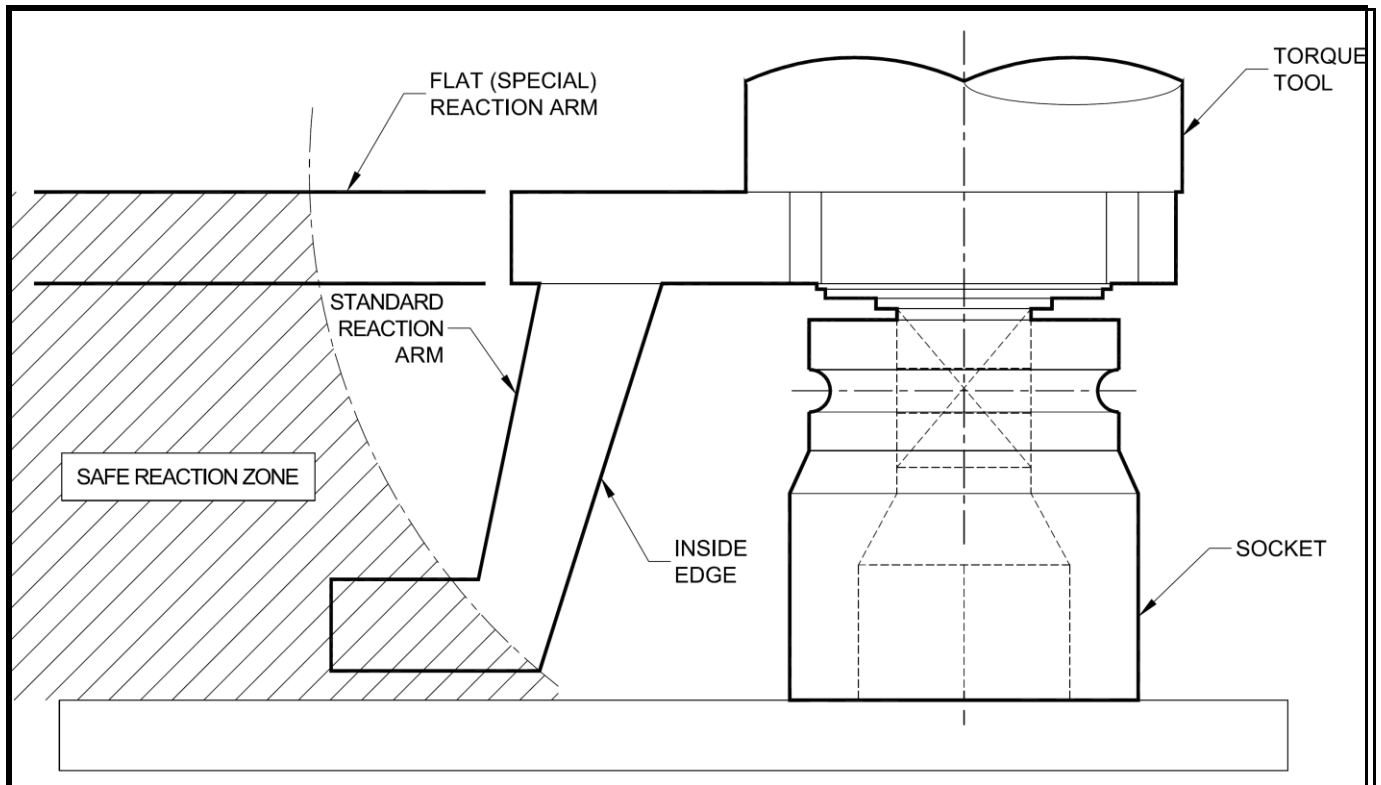 FLAT (SPECIAL)
REACTION ARM
TORQUE
TOOL
STANDARD
REACTION
ARM
SAFE REACTION ZONE
INSIDE
EDGE
SOCKET